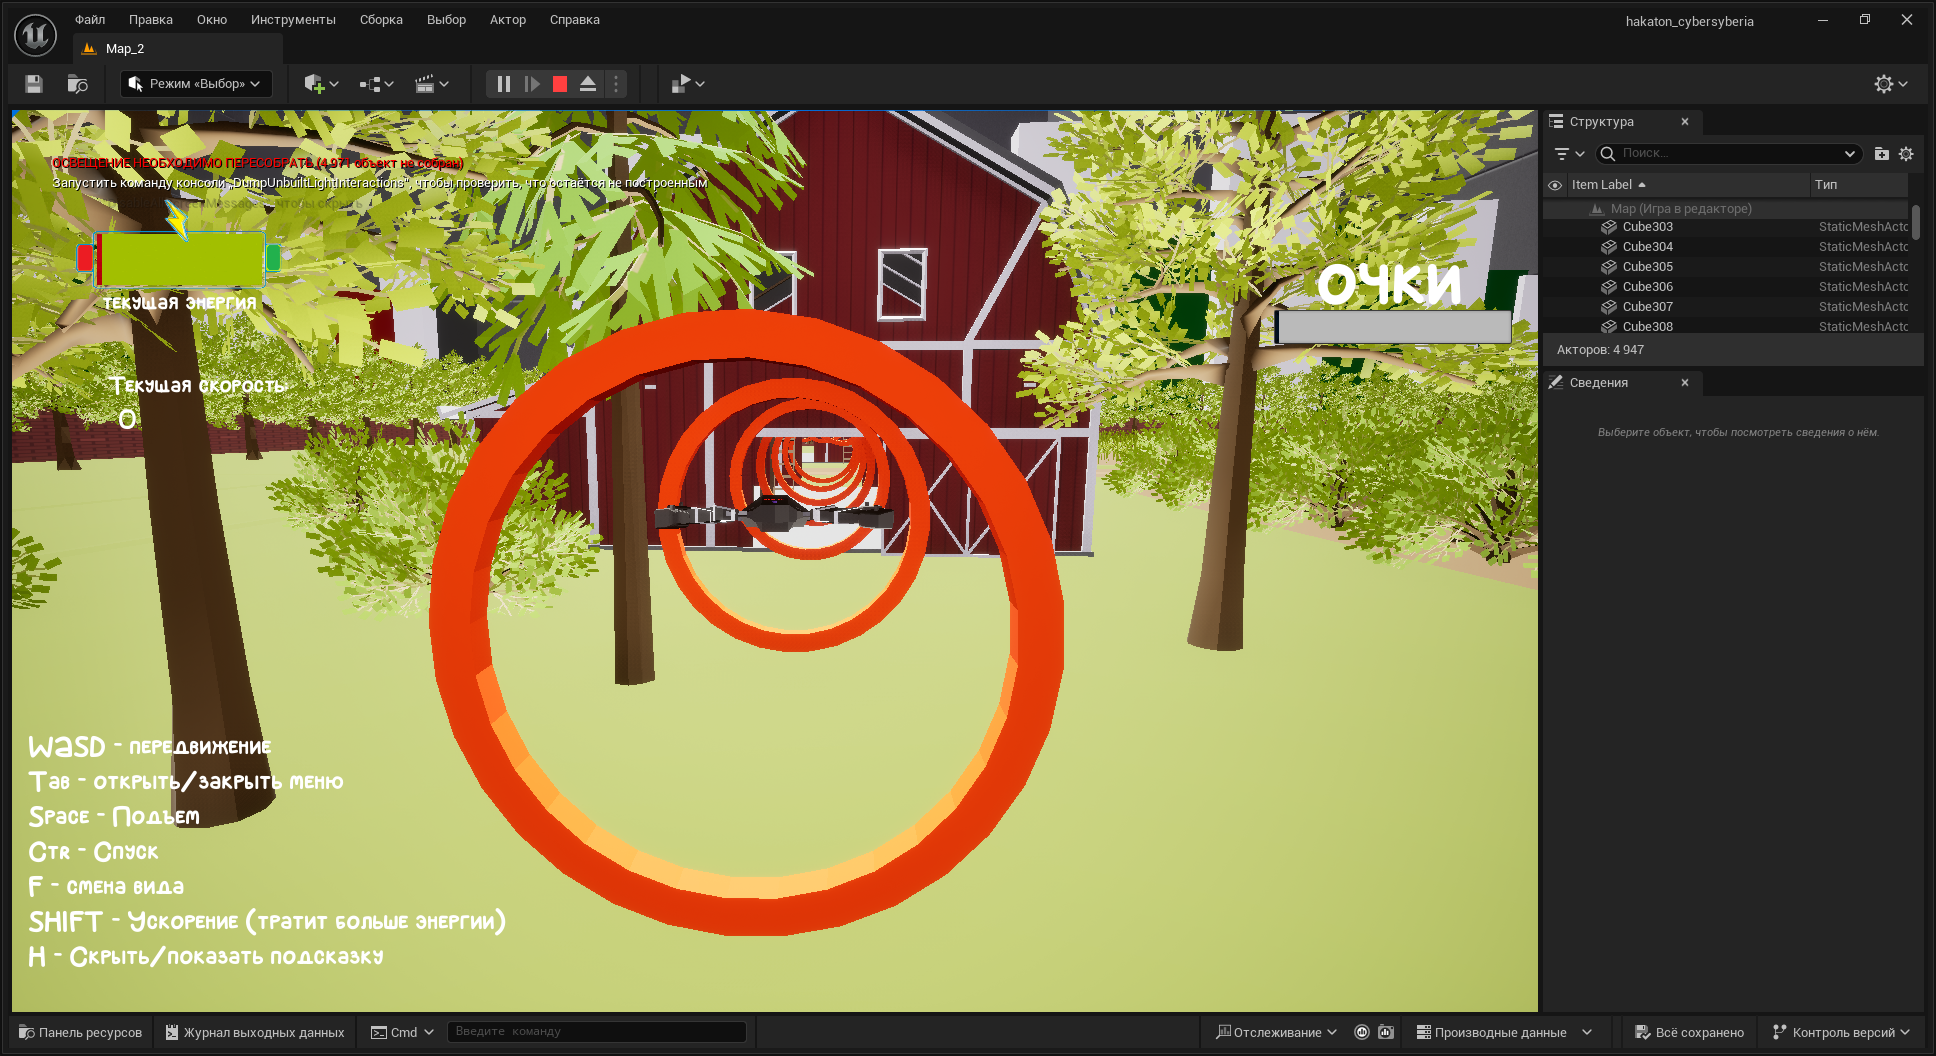 Файл Правка Окно Инструменты Сборка Выбор Актор Справка
hakaton_cybersyberia
Map_2
Режим «Выбор»
ОСВЕЩЕНИЕ НЕОБХОДИМО ПЕРЕСОБРАТЬ (4 971 объект не собран)
Запустить команду консоли „DumpUnbuiltLightInteractions", чтобы проверить, что остаётся не построенным
чтобы скрыть
текущая энергия
Текущая скорость:
0
очки
WASD - передвижение
Tab - открыть/закрыть меню
Space - Подъем
Ctr - Спуск
F - смена вида
SHIFT - Ускорение (тратит больше энергии)
H - Скрыть/показать подсказку
Структура
Поиск...
Item Label Тип
Map (Игра в редакторе)
Cube303 StaticMeshActo
Cube304 StaticMeshActo
Cube305 StaticMeshActo
Cube306 StaticMeshActo
Cube307 StaticMeshActo
Cube308 StaticMeshActo
Акторов: 4 947
Сведения
Выберите объект, чтобы посмотреть сведения о нём.
Панель ресурсов Журнал выходных данных Cmd Введите команду Отслеживание Производные данные Всё сохранено Контроль версий